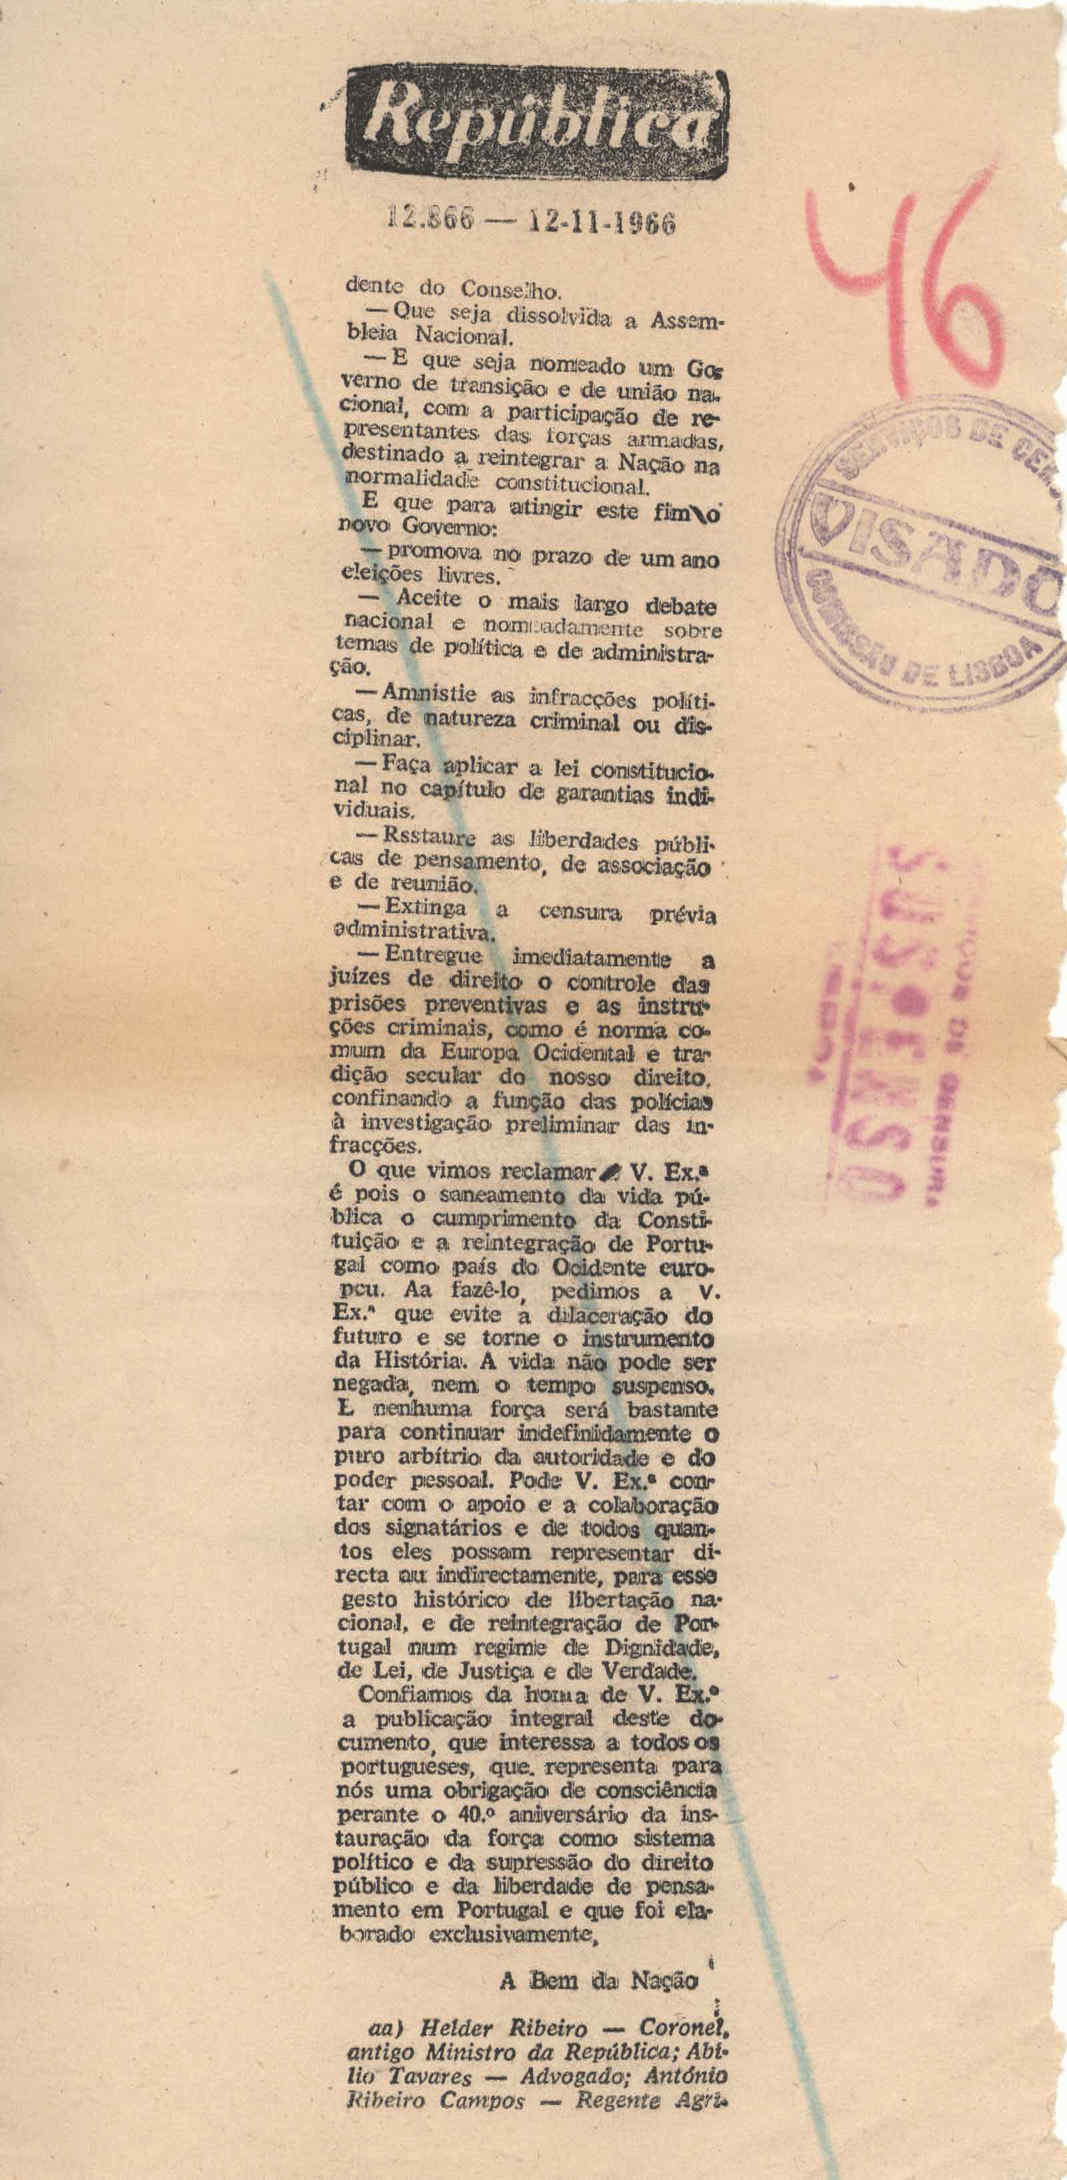 República
12.866 — 12-11-1966
46
dente do Conselho.
— Que seja dissolvida a Assem-
bleia Nacional.
— E que seja nomeado um Go-
verno de transição e de união na-
cional, com a participação de re-
presentantes das forças armadas,
destinado a reintegrar a Nação na
normalidade constitucional.
E que para atingir este fim o
novo Governo:
— promova no prazo de um ano
eleições livres.
— Aceite o mais largo debate
nacional e nomeadamente sobre
temas de política e de administra-
ção.
— Amnistie as infracções políti-
cas, de natureza criminal ou dis-
ciplinar.
— Faça aplicar a lei constitucio-
nal no capítulo de garantias indi-
viduais.
— Rsstaure as liberdades públi-
cas de pensamento, de associação
e de reunião.
— Extinga a censura prévia
administrativa.
— Entregue imediatamente a
juízes de direito o controle das
prisões preventivas e as instru-
ções criminais, como é norma co-
mum da Europa Ocidental e tra-
dição secular do nosso direito,
confinando a função das polícias
à investigação preliminar das in-
fracções.
O que vimos reclamar V. Ex.ª
é pois o saneamento da vida pú-
blica o cumprimento da Consti-
tuição e a reintegração de Portu-
gal como país do Ocidente euro-
peu. Aa fazê-lo, pedimos a V.
Ex.ª que evite a dilaceração do
futuro e se torne o instrumento
da História. A vida não pode ser
negada, nem o tempo suspenso.
E nenhuma força será bastante
para continuar indefinidamente o
puro arbítrio da autoridade e do
poder pessoal. Pode V. Ex.ª con-
tar com o apoio e a colaboração
dos signatários e de todos quan-
tos eles possam representar di-
recta au indirectamente, para esse
gesto histórico de libertação na-
cional, e de reintegração de Por-
tugal num regime de Dignidade,
de Lei, de Justiça e de Verdade.
Confiamos da honra de V. Ex.ª
a publicação integral deste do-
cumento, que interessa a todos os
portugueses, que representa para
nós uma obrigação de consciência
perante o 40.º aniversário da ins-
tauração da força como sistema
político e da supressão do direito
público e da liberdade de pensa-
mento em Portugal e que foi ela-
borado exclusivamente,
A Bem da Nação
aa) Helder Ribeiro — Coronel,
antigo Ministro da República; Abí-
lio Tavares — Advogado; António
Ribeiro Campos — Regente Agri-
SERVIÇOS DE CEN
VISADO
COMISSÃO DE LISBOA
SUSPENSO
DE CENSURA